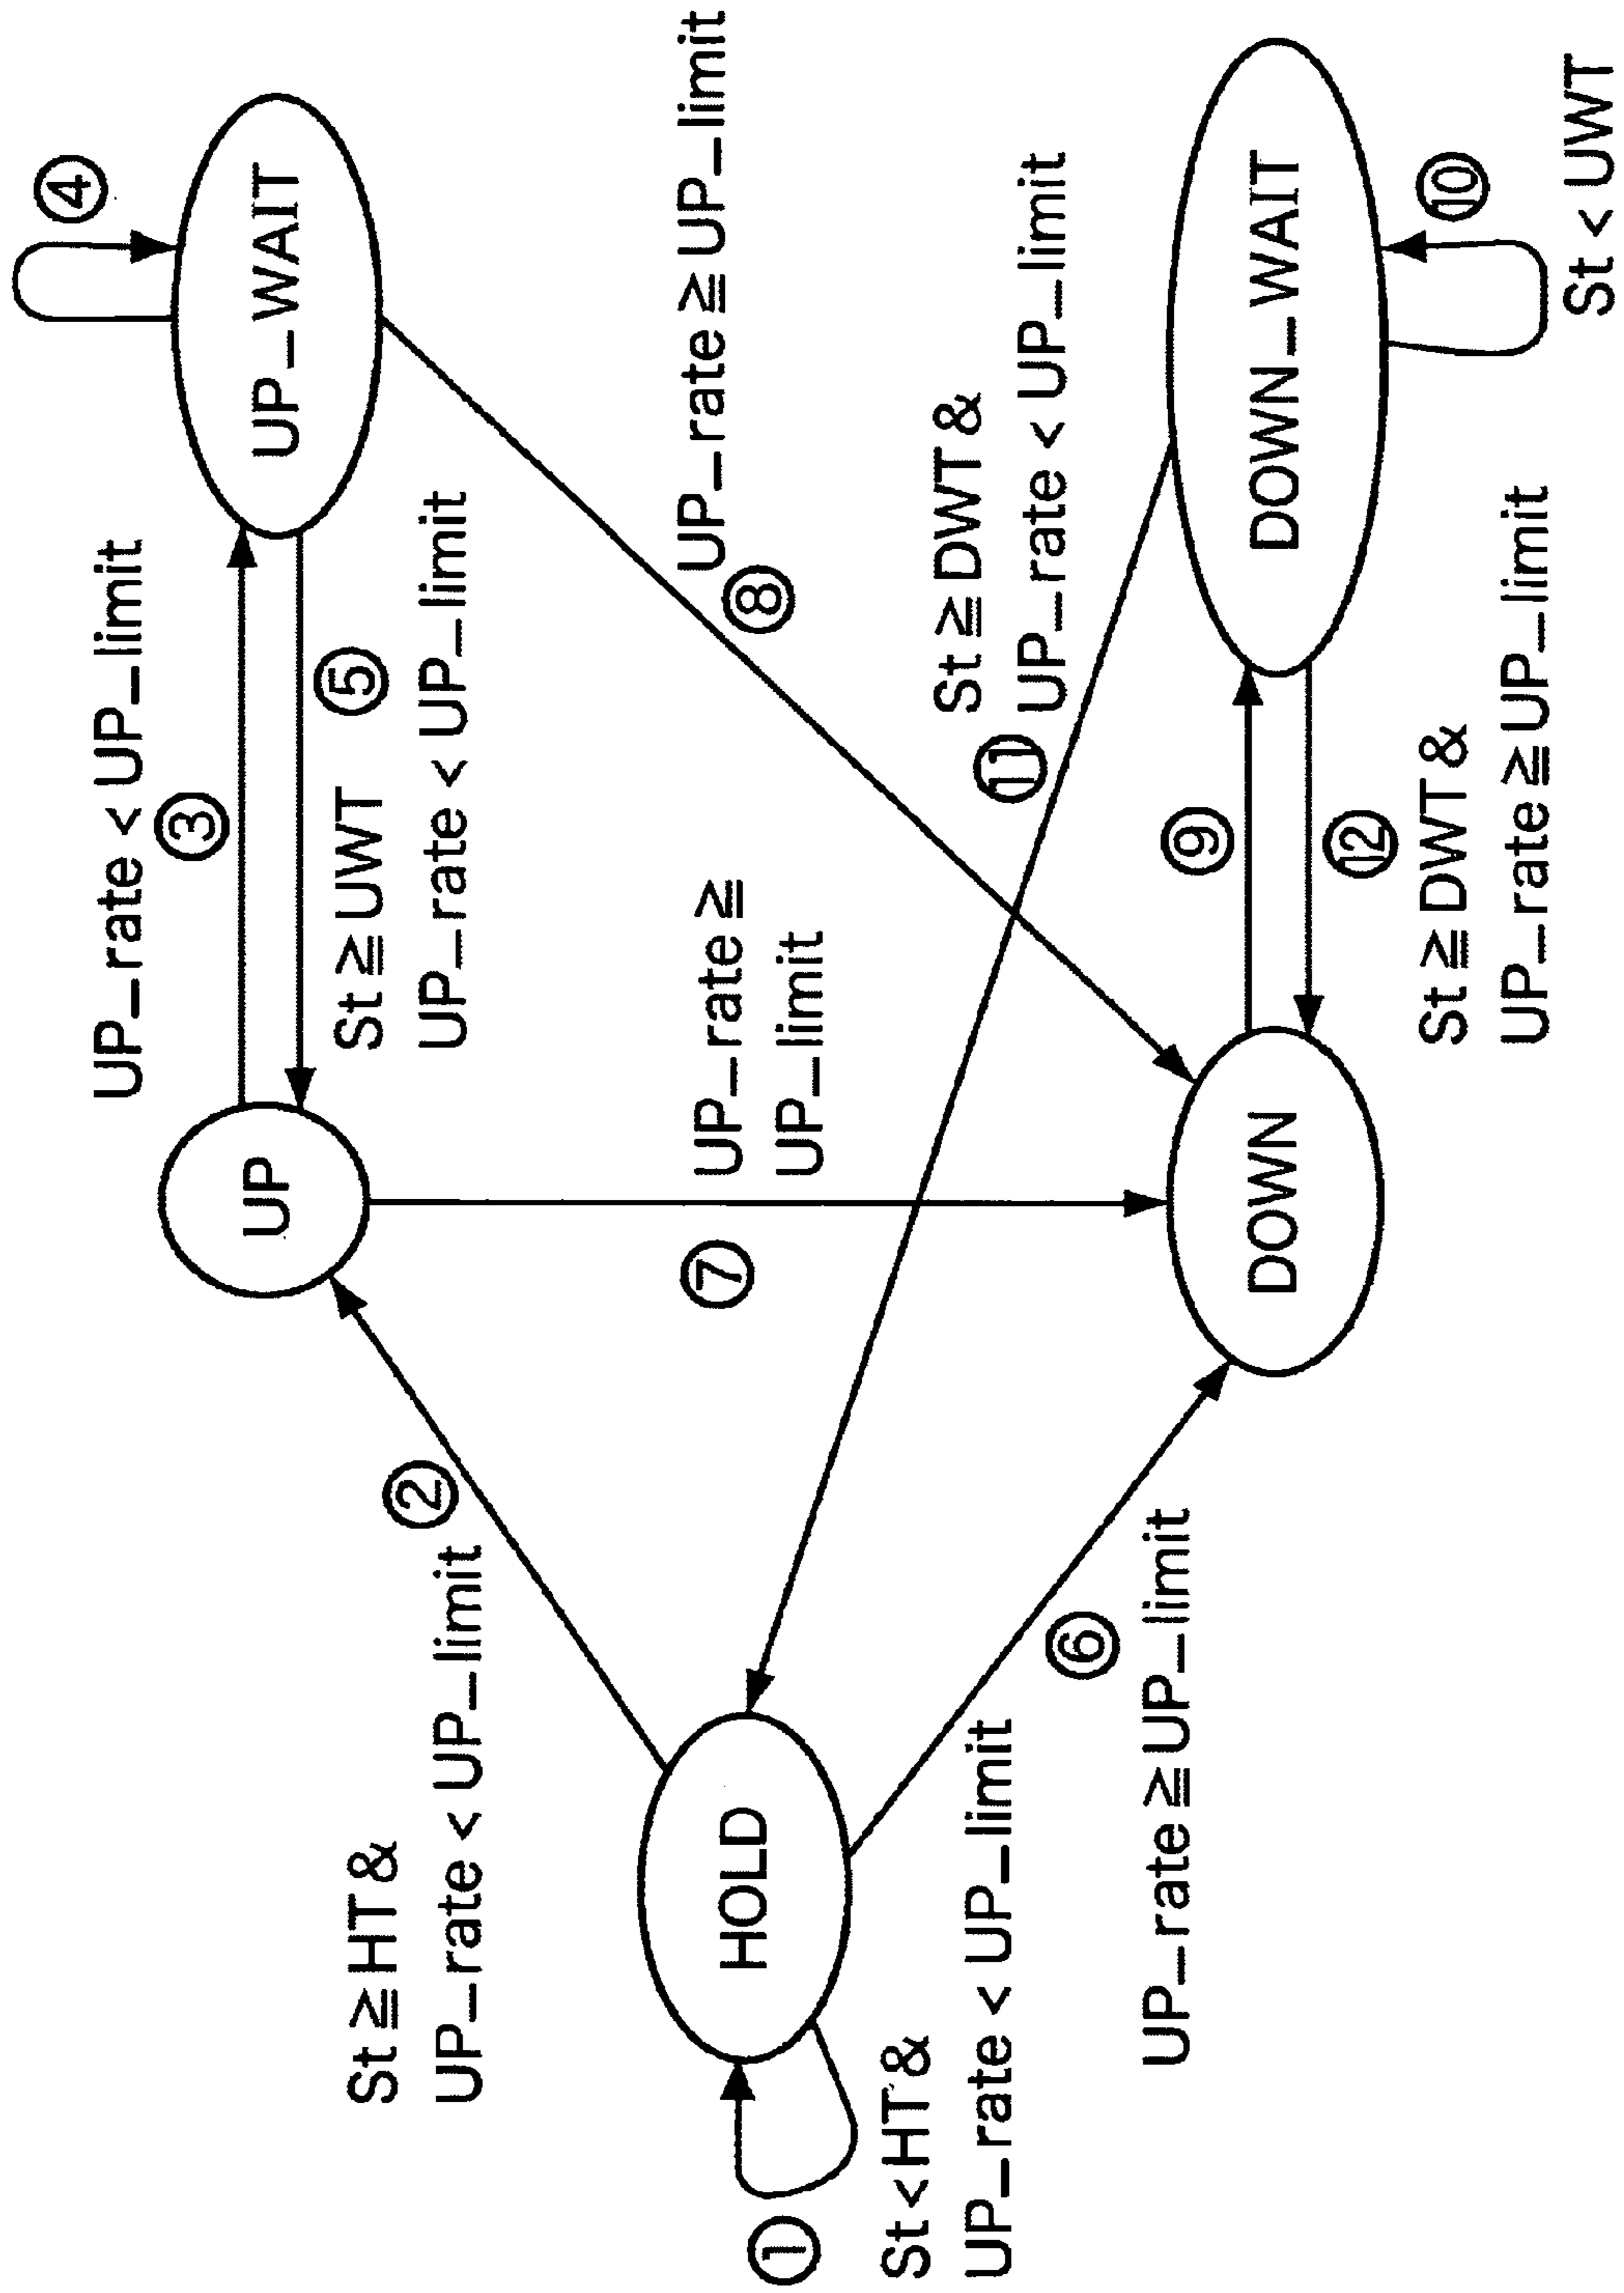 ④
UP_rate < UP_limit
③
UP
UP_WAIT
⑤
St ≧ UWT
UP_rate < UP_limit
St ≧ HT &
UP_rate < UP_limit
②
UP_rate ≧ UP_limit
⑧
UP_rate ≧
UP_limit
⑦
HOLD
①
St < HT &
UP_rate < UP_limit
St ≧ DWT &
UP_rate < UP_limit
⑪
⑥
UP_rate ≧ UP_limit
⑨
DOWN
DOWN_WAIT
⑫
St ≧ DWT &
UP_rate ≧ UP_limit
⑩
St < UWT